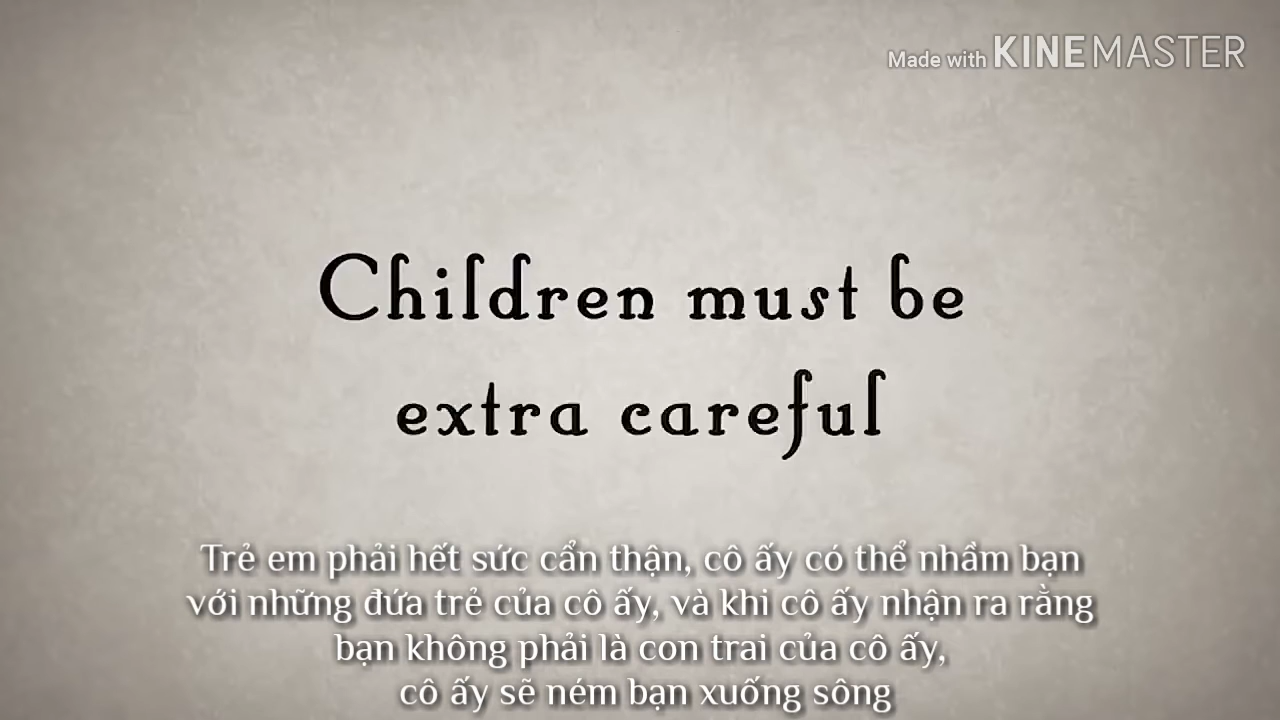 Made with KINEMASTER
Children must be
extra careful
Trẻ em phải hết sức cẩn thận, cô ấy có thể nhầm bạn
với những đứa trẻ của cô ấy, và khi cô ấy nhận ra rằng
bạn không phải là con trai của cô ấy,
cô ấy sẽ ném bạn xuống sông